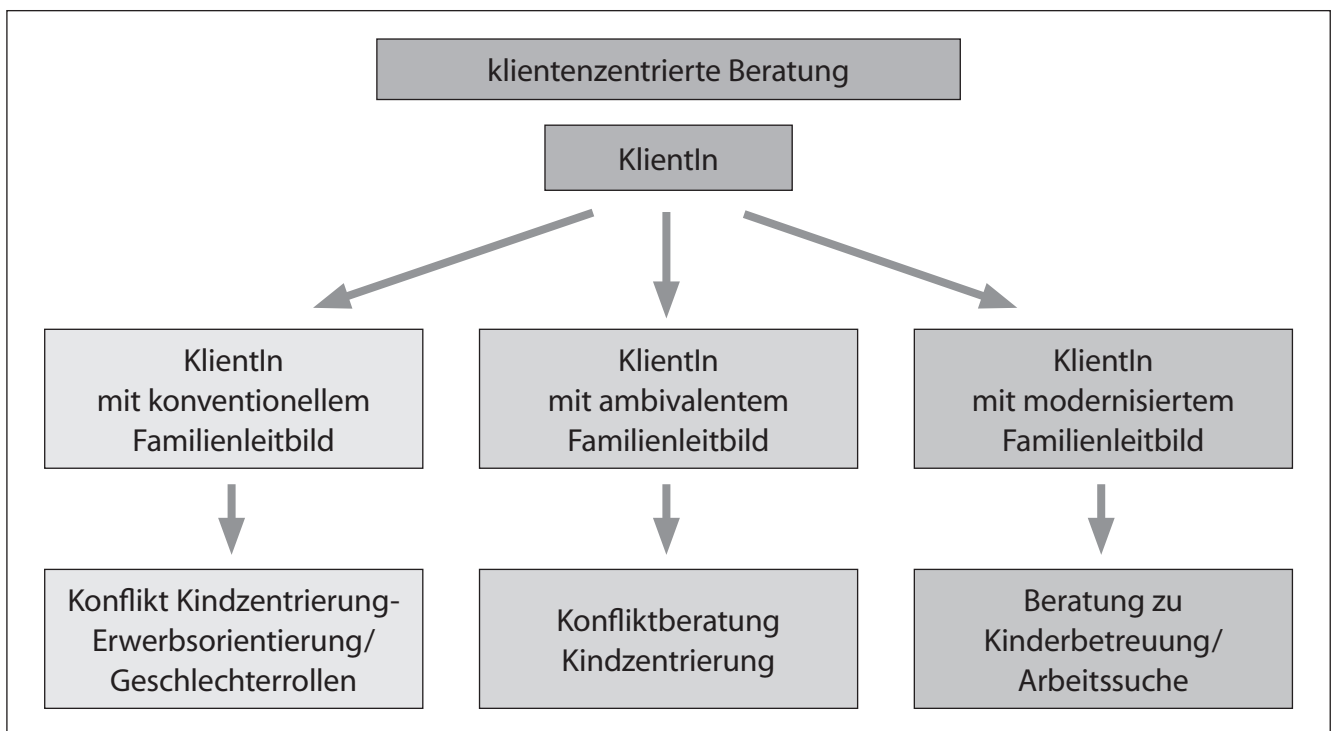 klientenzentrierte Beratung
KlientIn
KlientIn
mit konventionellem
Familienleitbild
KlientIn
mit ambivalentem
Familienleitbild
KlientIn
mit modernisiertem
Familienleitbild
Konflikt Kindzentrierung-
Erwerbsorientierung/
Geschlechterrollen
Konfliktberatung
Kindzentrierung
Beratung zu
Kinderbetreuung/
Arbeitssuche